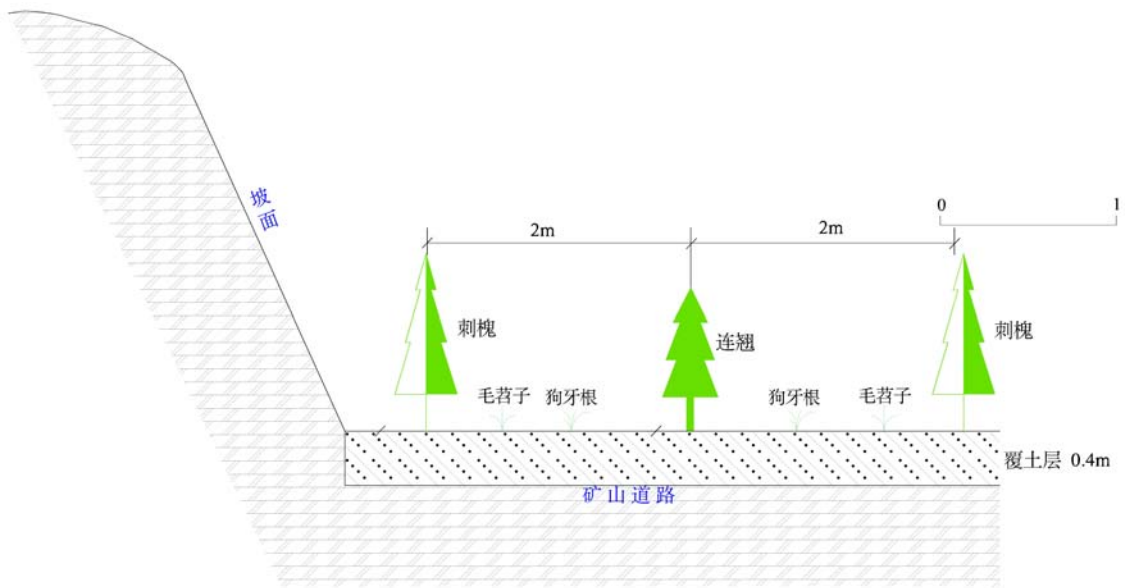 坡面
0 1
2m 2m
刺槐 连翘 刺槐
毛苕子 狗牙根 狗牙根 毛苕子
覆土层 0.4m
矿山道路